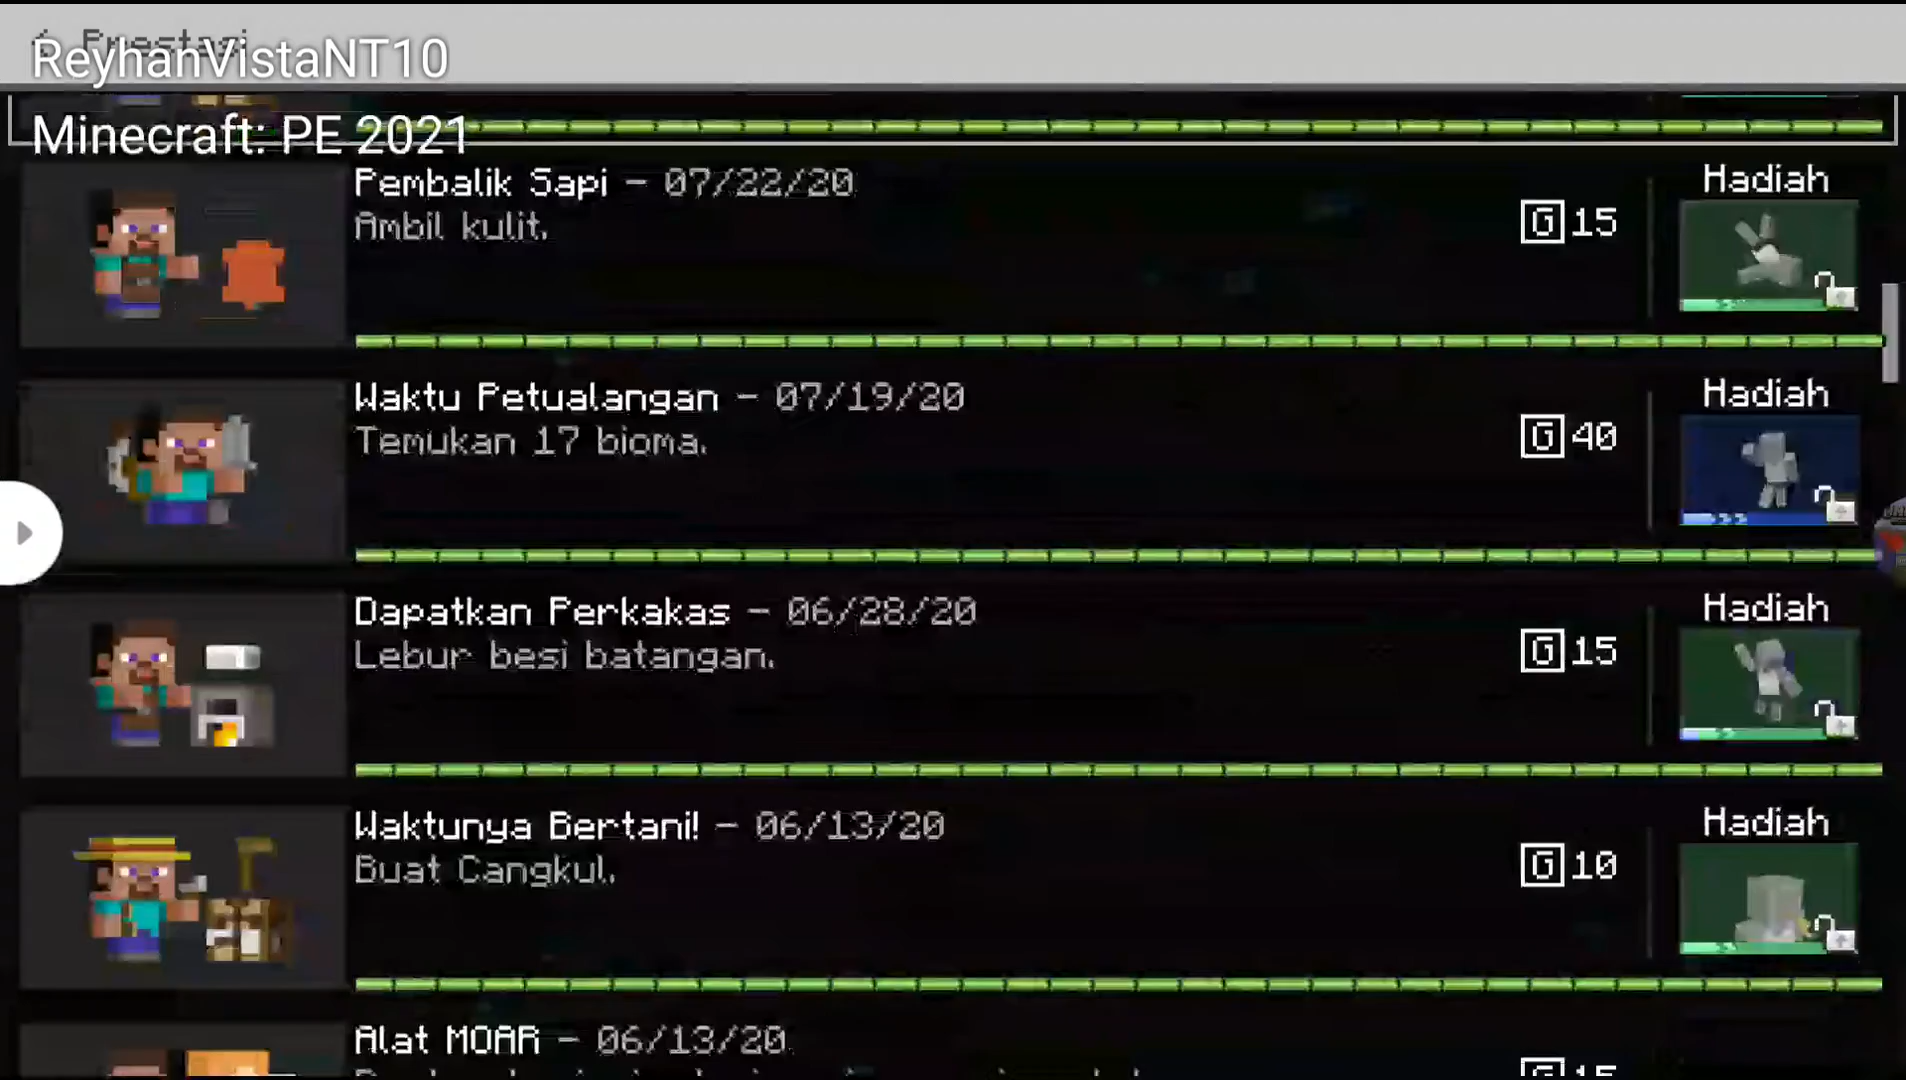 Prestasi
ReyhanVistaNT10
Minecraft: PE 2021
Pembalik Sapi - 07/22/20
Ambil kulit.
G 15
Hadiah
Waktu Petualangan - 07/19/20
Temukan 17 bioma.
G 40
Hadiah
Dapatkan Perkakas - 06/28/20
Lebur besi batangan.
G 15
Hadiah
Waktunya Bertani! - 06/13/20
Buat Cangkul.
G 10
Hadiah
Alat MOAR - 06/13/20
G 15